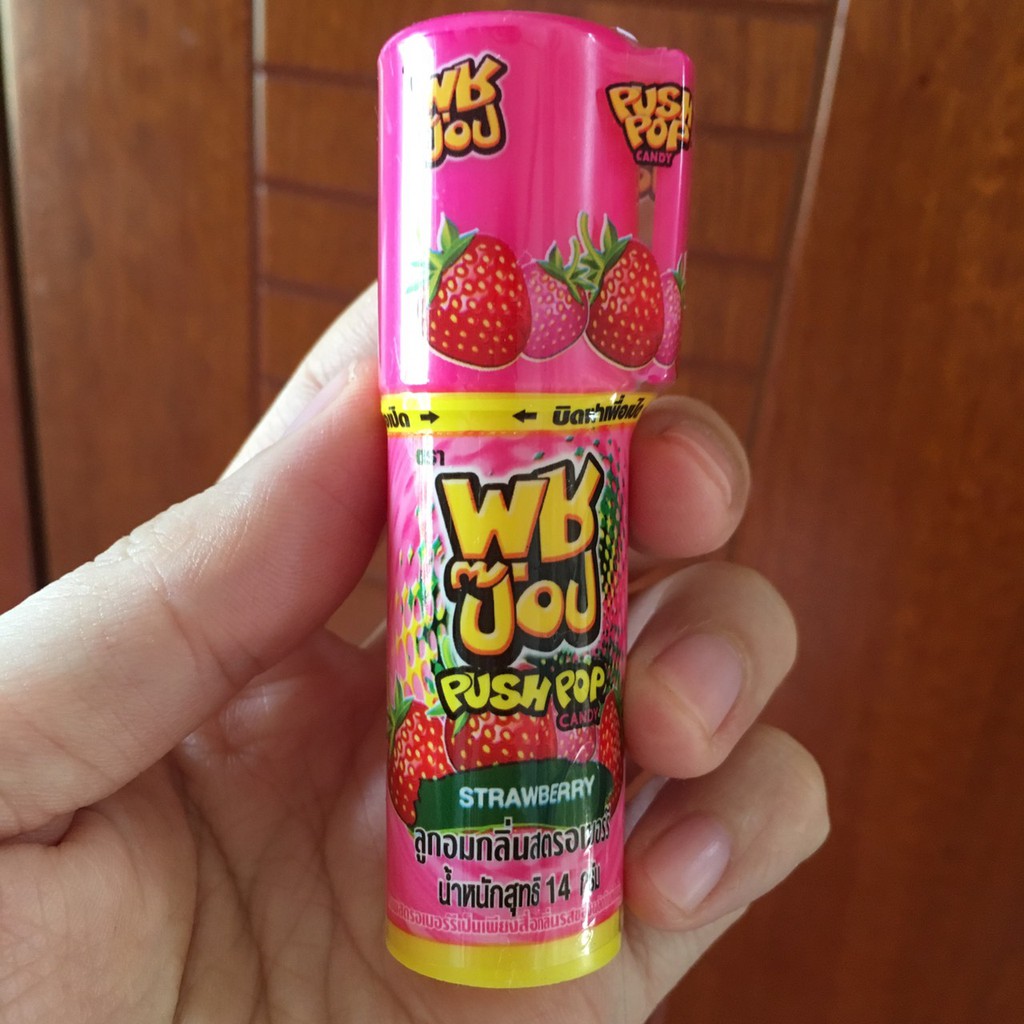 พุช
ป๊อป
PUSH
POP
CANDY
เปิด → ← บิดฝาเพื่อเปิด
ตรา
พุช
ป๊อป
PUSH POP
CANDY
STRAWBERRY
ลูกอมกลิ่นสตรอเบอร์รี่
น้ำหนักสุทธิ 14 กรัม